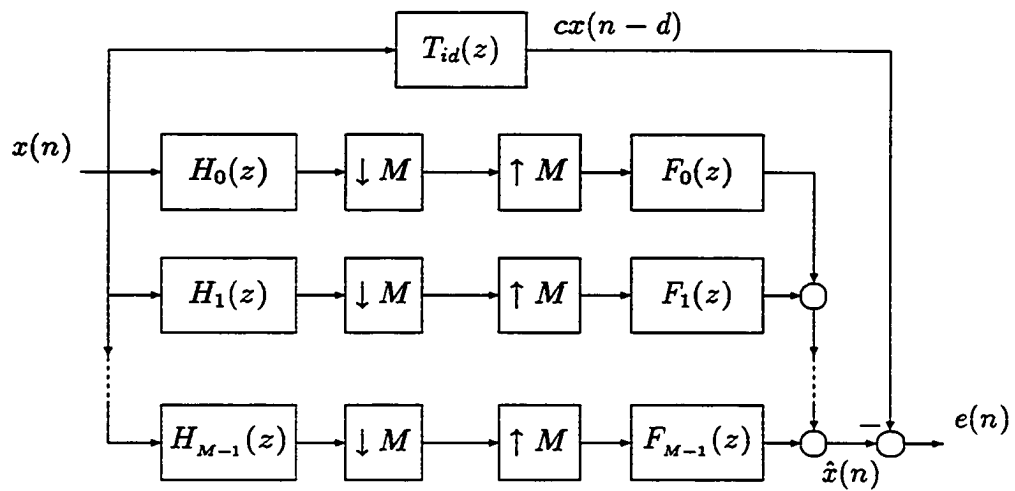 cx(n − d)
T_{id}(z)
x(n)
H_0(z) ↓ M ↑ M F_0(z)
H_1(z) ↓ M ↑ M F_1(z)
H_{M−1}(z) ↓ M ↑ M F_{M−1}(z) − e(n)
x̂(n)